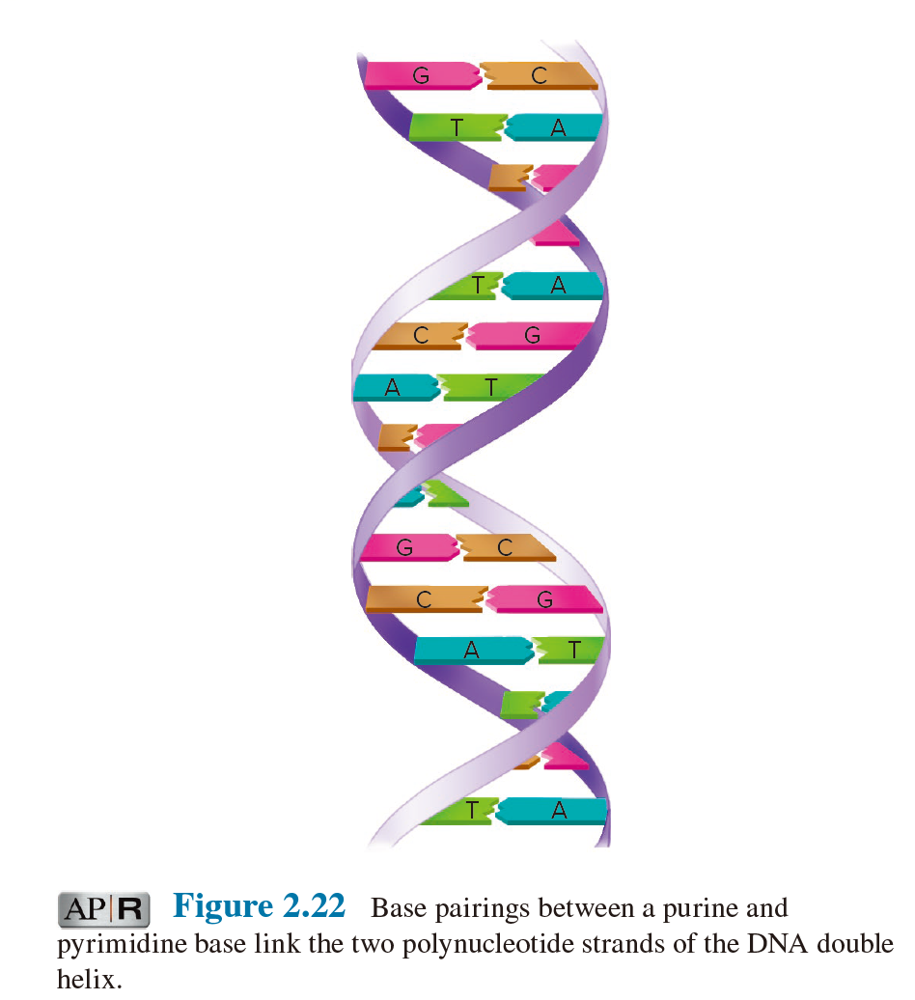 G C
T A
T A
C G
A T
G C
C G
A T
T A
AP|R Figure 2.22 Base pairings between a purine and
pyrimidine base link the two polynucleotide strands of the DNA double
helix.